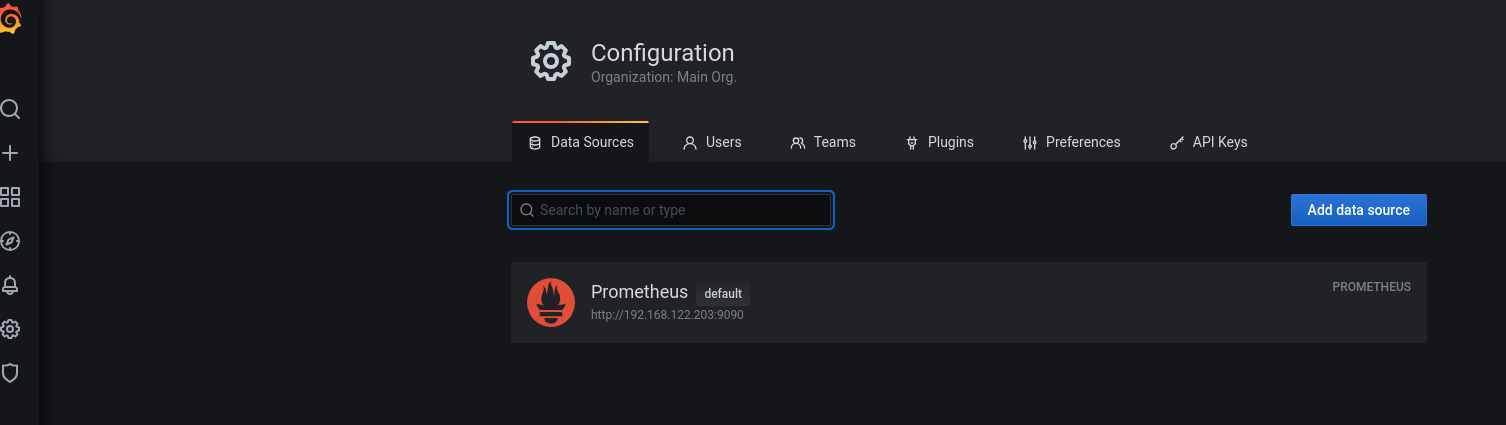 Configuration
Organization: Main Org.
Data Sources Users Teams Plugins Preferences API Keys
Search by name or type Add data source
Prometheus default PROMETHEUS
http://192.168.122.203:9090